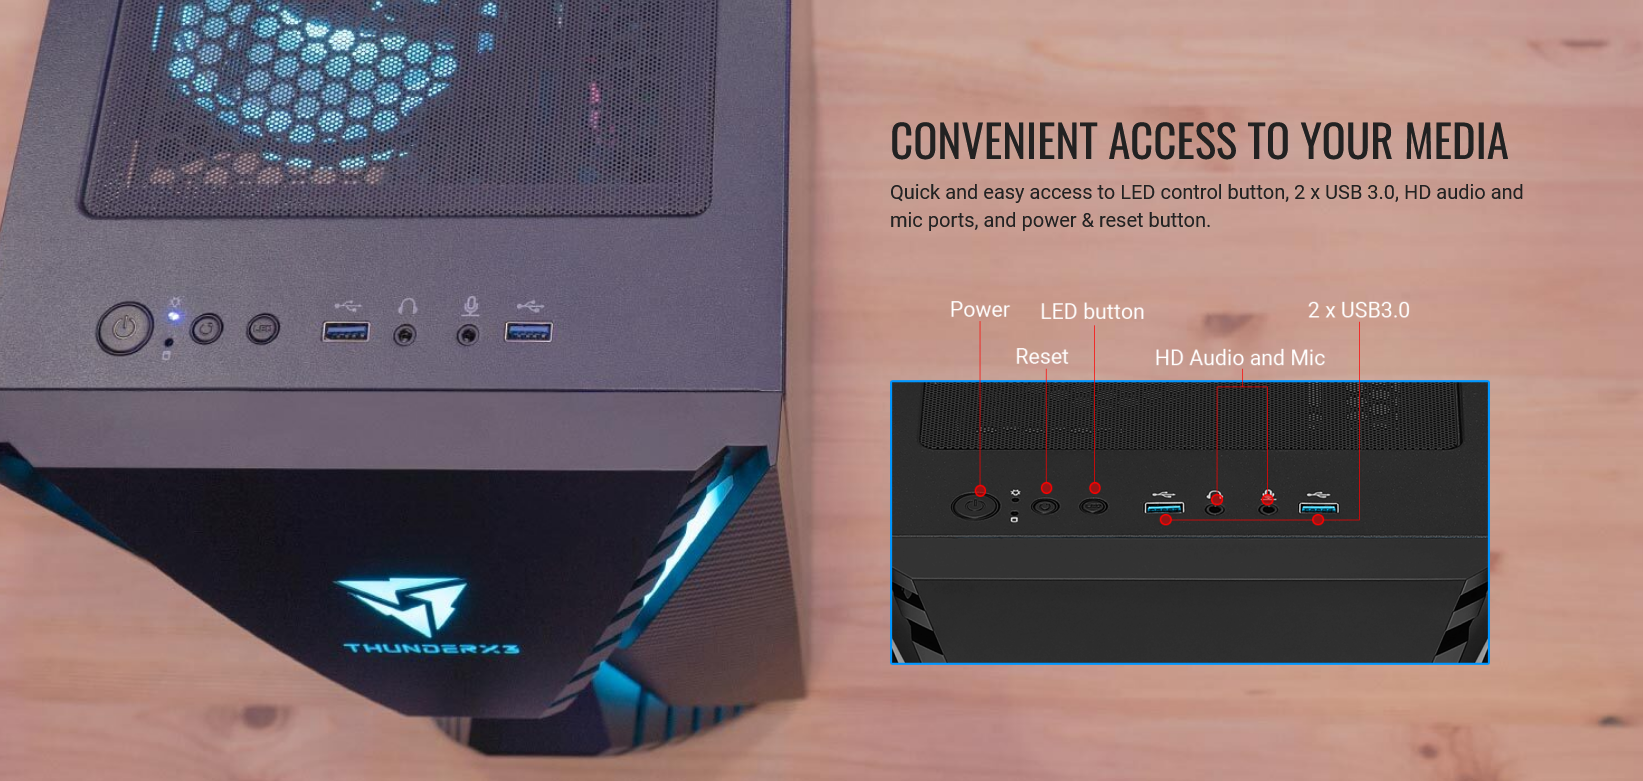 CONVENIENT ACCESS TO YOUR MEDIA
Quick and easy access to LED control button, 2 x USB 3.0, HD audio and
mic ports, and power & reset button.
Power
LED button
2 x USB3.0
Reset
HD Audio and Mic
LED
THUNDERX3